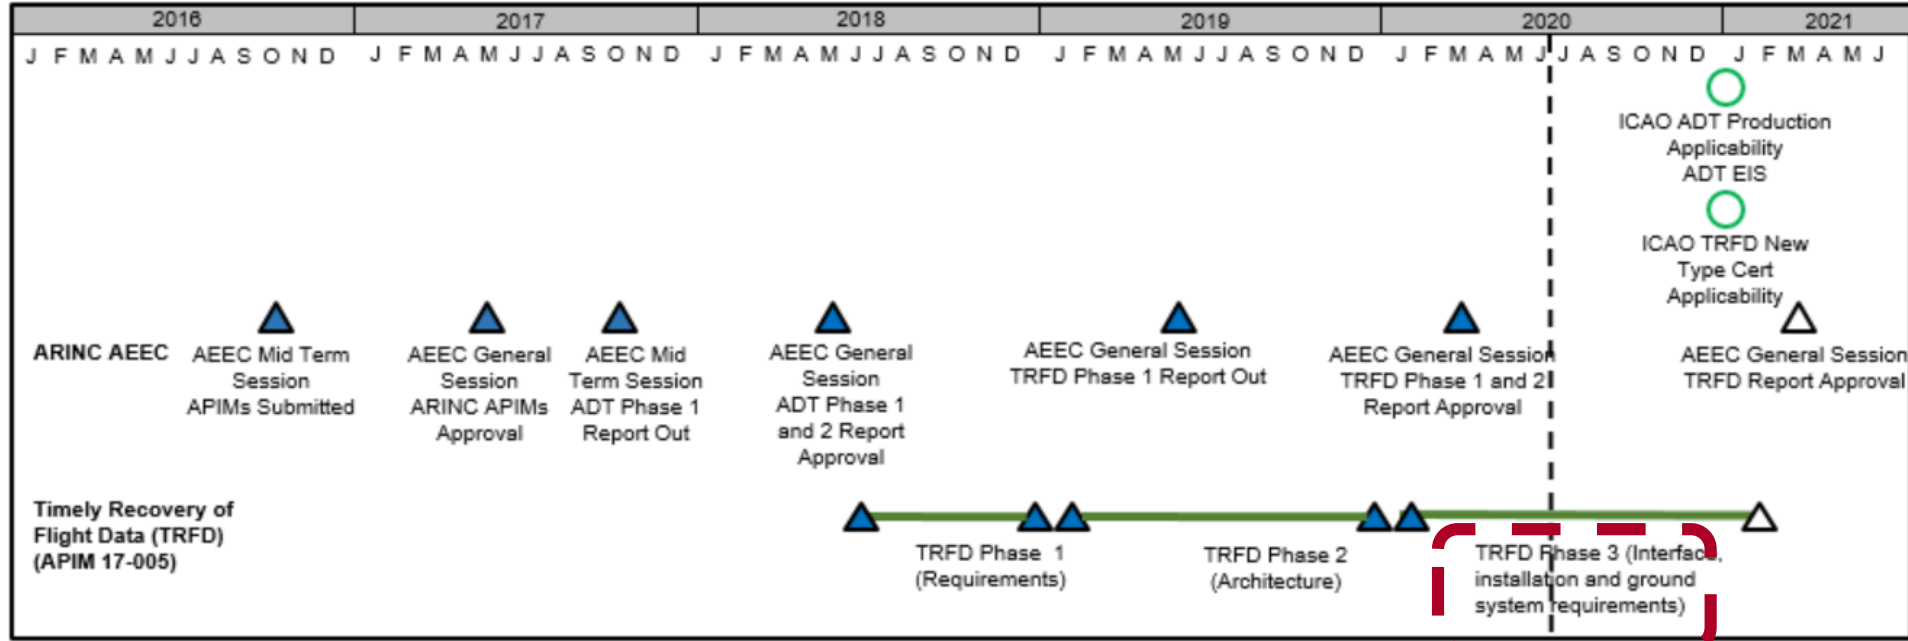 2016 2017 2018 2019 2020 2021
J F M A M J J A S O N D J F M A M J J A S O N D J F M A M J J A S O N D J F M A M J J A S O N D J F M A M J J A S O N D J F M A M J
ICAO ADT Production
Applicability
ADT EIS
ICAO TRFD New
Type Cert
Applicability
ARINC AEEC
AEEC Mid Term
Session
APIMs Submitted
AEEC General
Session
ARINC APIMs
Approval
AEEC Mid
Term Session
ADT Phase 1
Report Out
AEEC General
Session
ADT Phase 1
and 2 Report
Approval
AEEC General Session
TRFD Phase 1 Report Out
AEEC General Session
TRFD Phase 1 and 2
Report Approval
AEEC General Session
TRFD Report Approval
Timely Recovery of
Flight Data (TRFD)
(APIM 17-005)
TRFD Phase 1
(Requirements)
TRFD Phase 2
(Architecture)
TRFD Phase 3 (Interface,
installation and ground
system requirements)